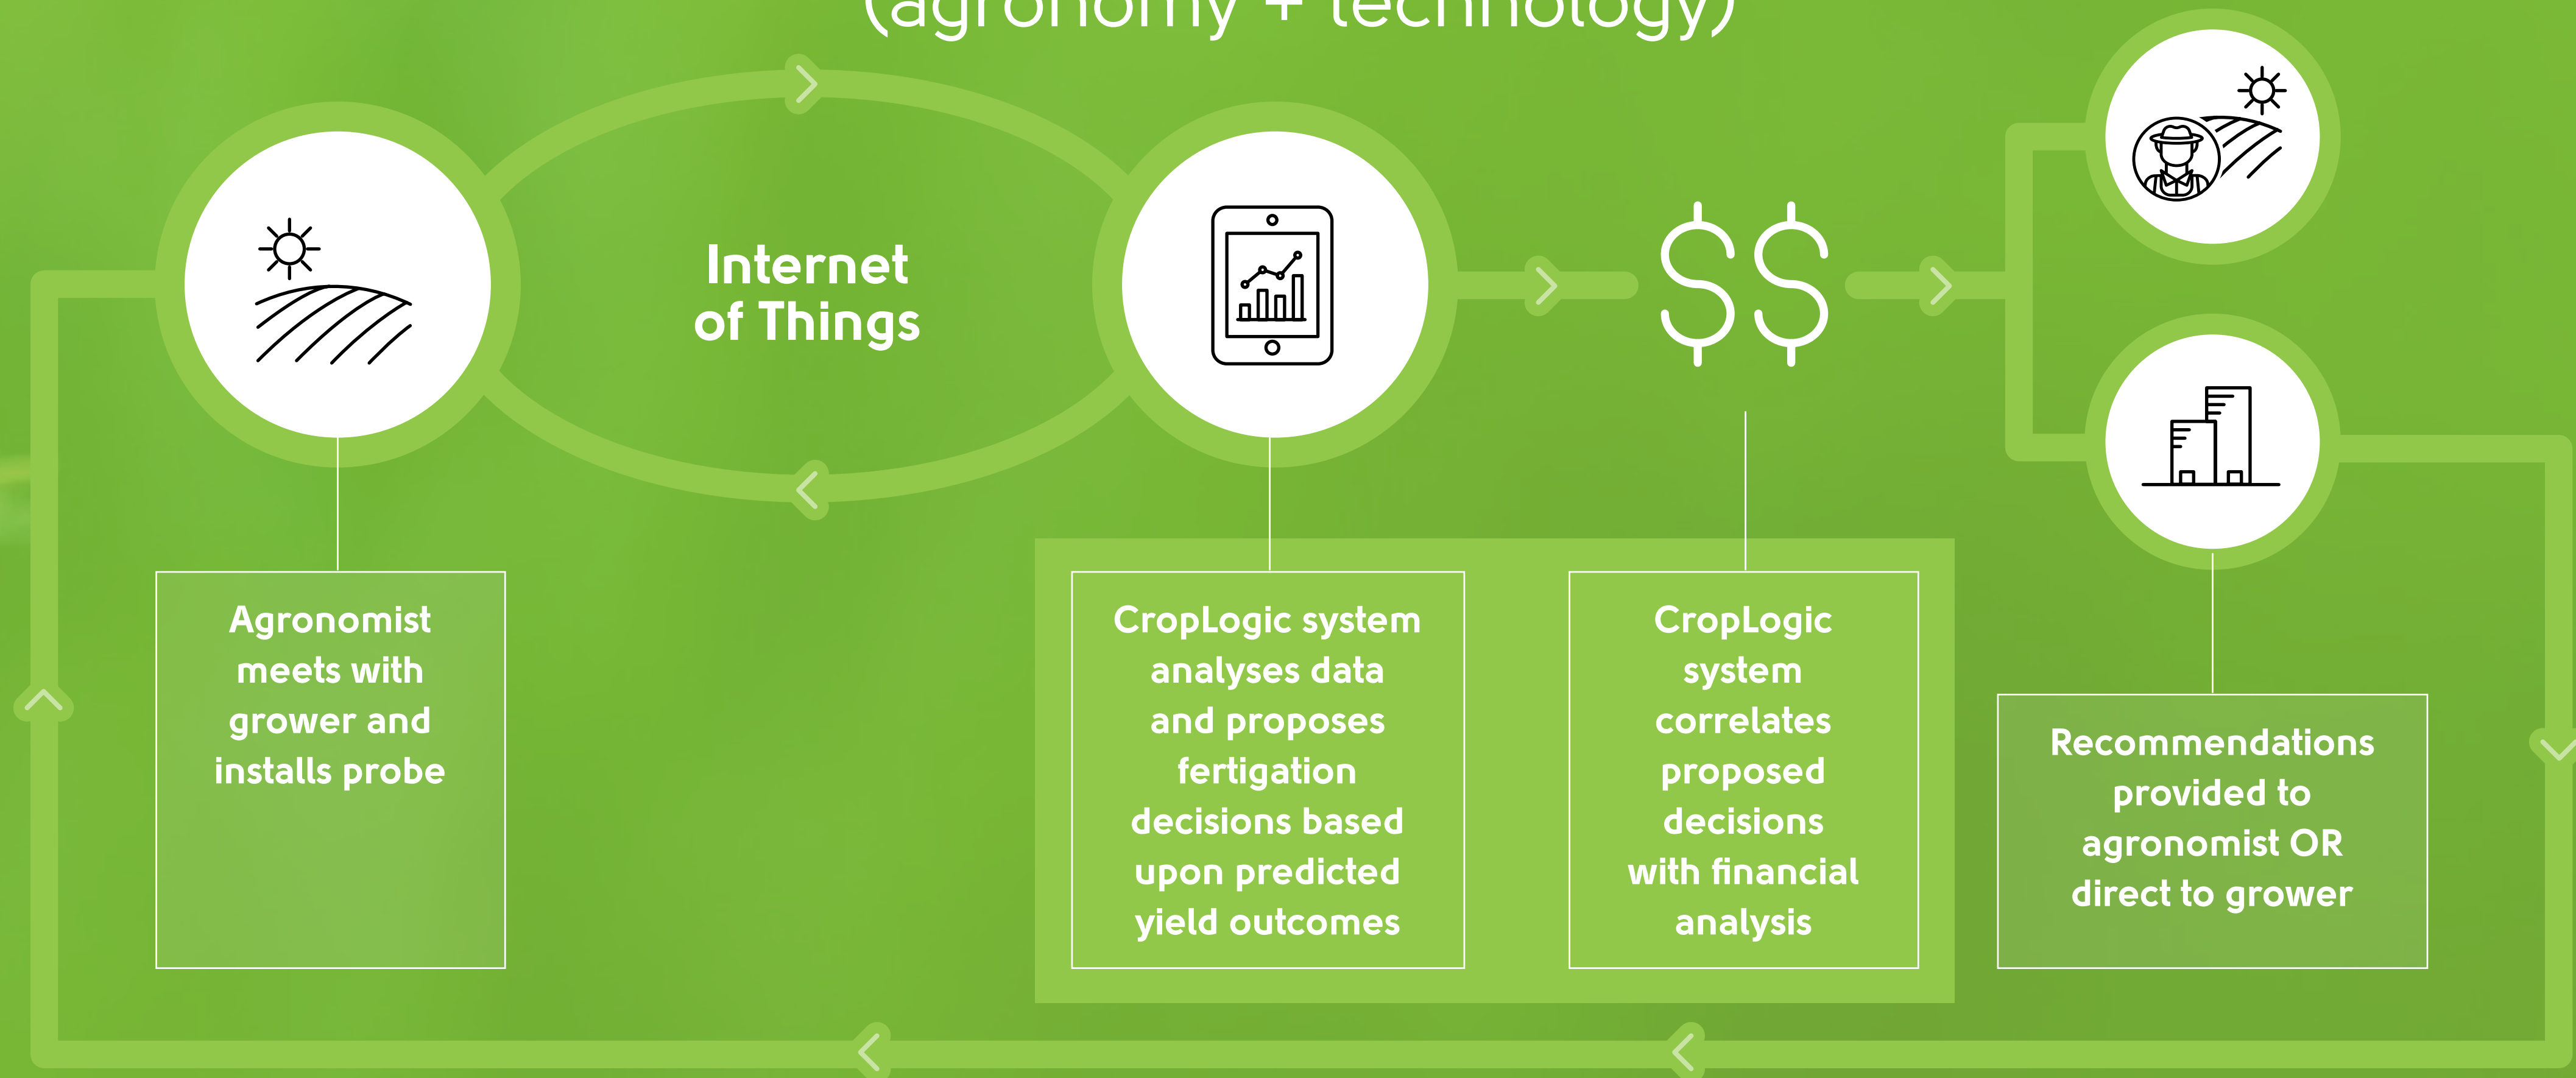 (agronomy + technology)
Internet
of Things
$$
Agronomist
meets with
grower and
installs probe
CropLogic system
analyses data
and proposes
fertigation
decisions based
upon predicted
yield outcomes
CropLogic
system
correlates
proposed
decisions
with financial
analysis
Recommendations
provided to
agronomist OR
direct to grower